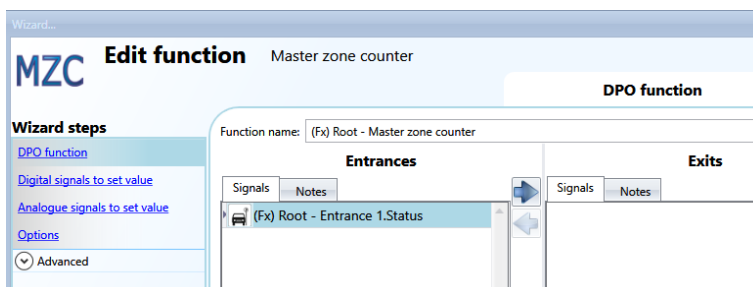 Wizard...
MZC Edit function Master zone counter
DPO function
Wizard steps
DPO function
Digital signals to set value
Analogue signals to set value
Options
Advanced
Function name: (Fx) Root - Master zone counter
Entrances
Signals Notes
(Fx) Root - Entrance 1.Status
Exits
Signals Notes